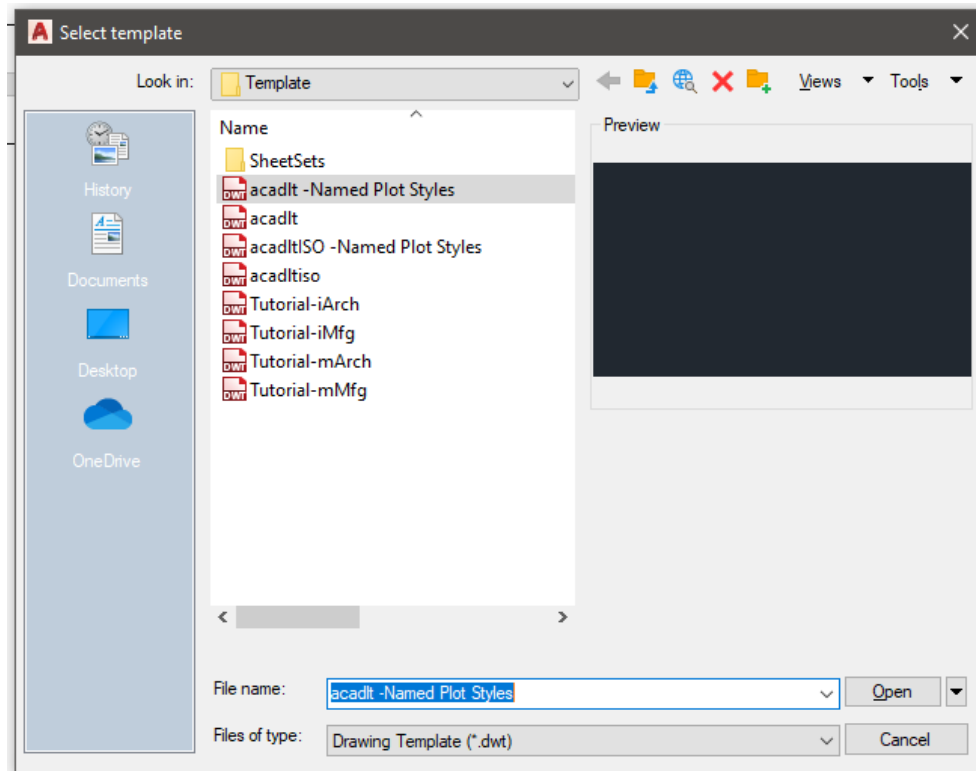 Select template
Look in:
Template
Views
Tools
History
Documents
Desktop
OneDrive
Name
SheetSets
acadlt -Named Plot Styles
acadlt
acadltISO -Named Plot Styles
acadltiso
Tutorial-iArch
Tutorial-iMfg
Tutorial-mArch
Tutorial-mMfg
Preview
File name:
acadlt -Named Plot Styles
Open
Files of type:
Drawing Template (*.dwt)
Cancel